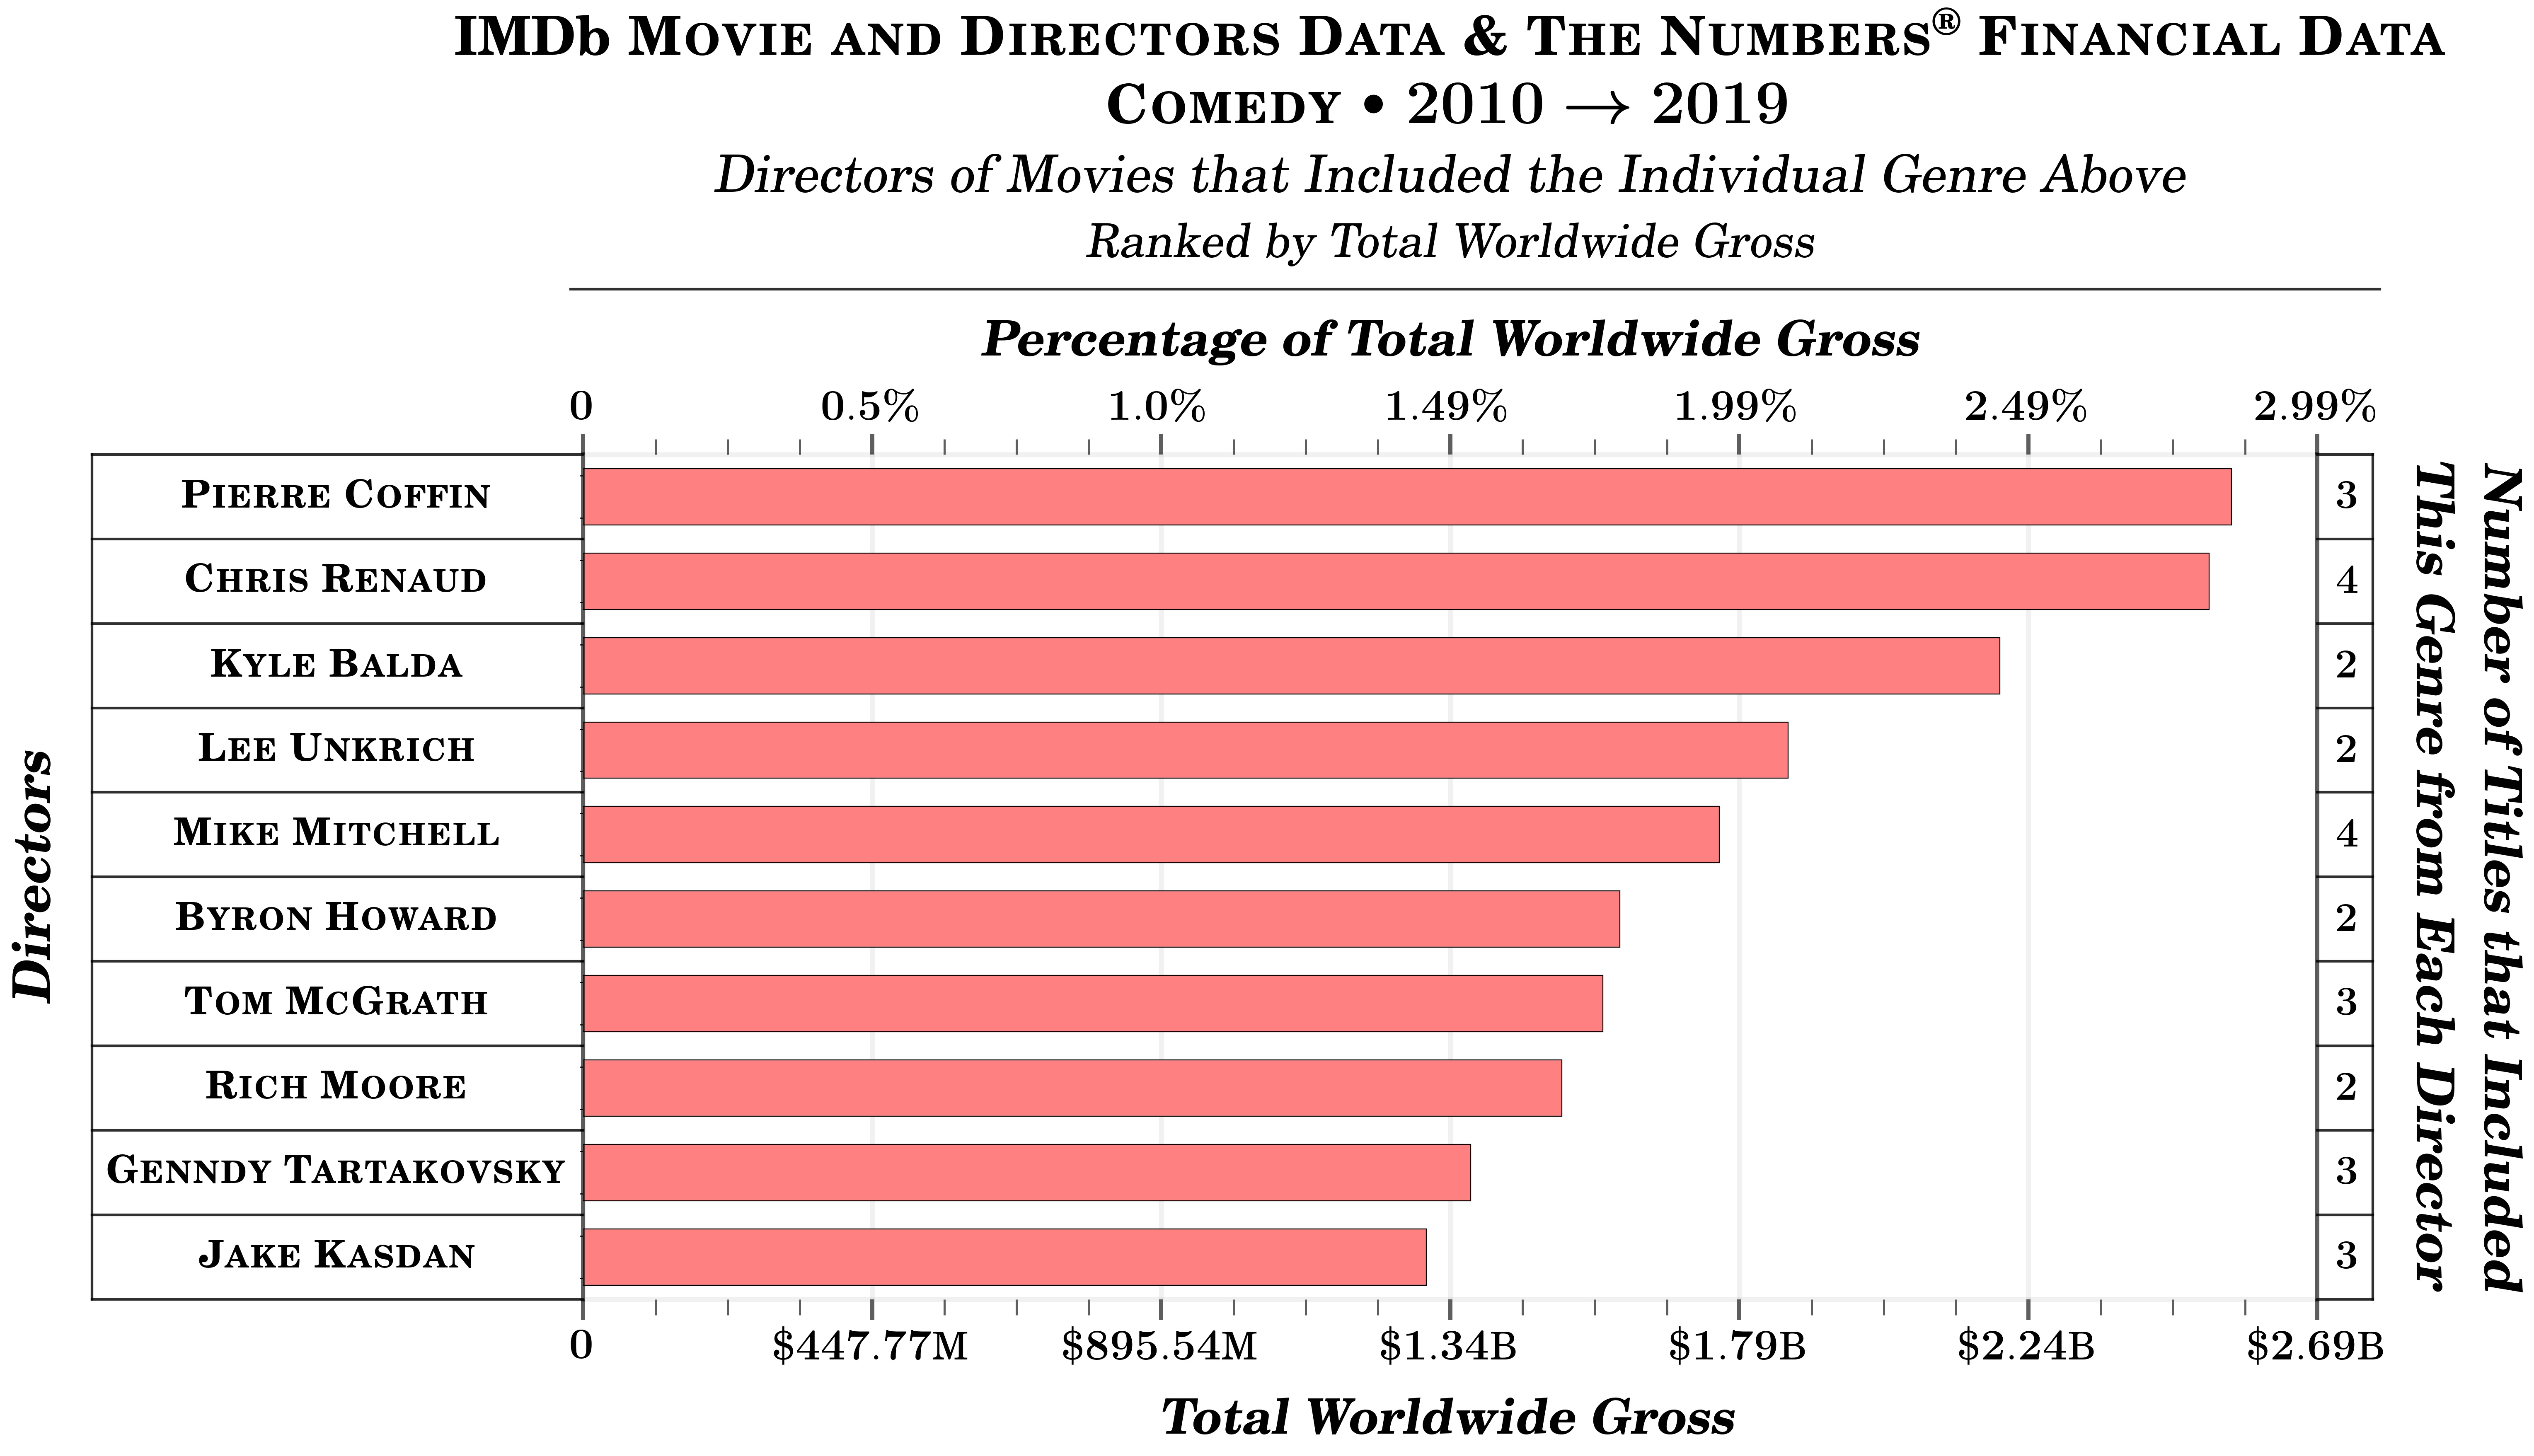 IMDb Movie and Directors Data & The Numbers® Financial Data
Comedy • 2010 → 2019
Directors of Movies that Included the Individual Genre Above
Ranked by Total Worldwide Gross
Percentage of Total Worldwide Gross
0 0.5% 1.0% 1.49% 1.99% 2.49% 2.99%
Directors
Pierre Coffin 3
Chris Renaud 4
Kyle Balda 2
Lee Unkrich 2
Mike Mitchell 4
Byron Howard 2
Tom McGrath 3
Rich Moore 2
Genndy Tartakovsky 3
Jake Kasdan 3
Number of Titles that Included
This Genre from Each Director
0 $447.77M $895.54M $1.34B $1.79B $2.24B $2.69B
Total Worldwide Gross